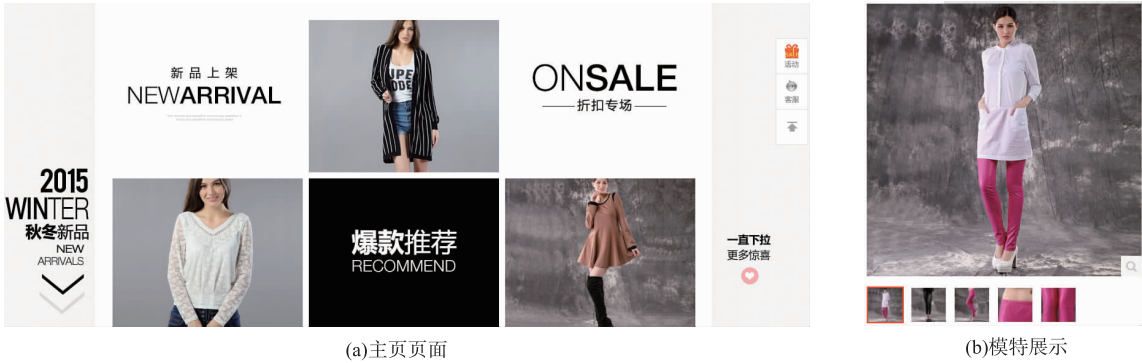 新品上架
NEWARRIVAL
ONSALE
折扣专场
活动
客服
2015
WINTER
秋冬新品
NEW
ARRIVALS
爆款推荐
RECOMMEND
一直下拉
更多惊喜
(a)主页页面
(b)模特展示